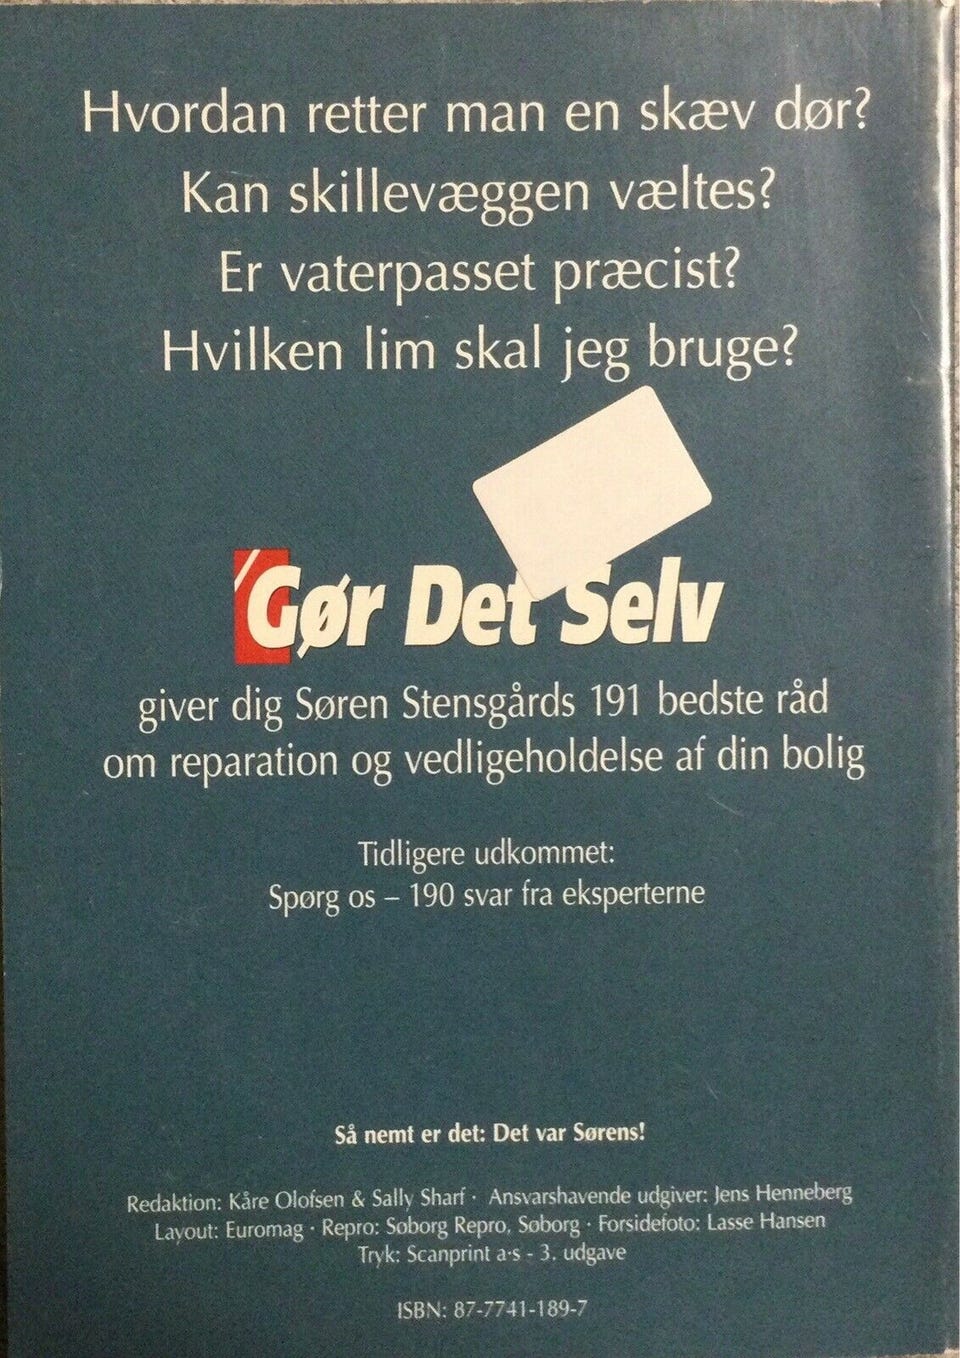 Hvordan retter man en skæv dør?
Kan skillevæggen væltes?
Er vaterpasset præcist?
Hvilken lim skal jeg bruge?
Gør Det Selv
giver dig Søren Stensgårds 191 bedste råd
om reparation og vedligeholdelse af din bolig
Tidligere udkommet:
Spørg os – 190 svar fra eksperterne
Så nemt er det: Det var Sørens!
Redaktion: Kåre Olofsen & Sally Sharf · Ansvarshavende udgiver: Jens Henneberg
Layout: Euromag · Repro: Søborg Repro, Søborg · Forsidefoto: Lasse Hansen
Tryk: Scanprint a·s - 3. udgave
ISBN: 87-7741-189-7